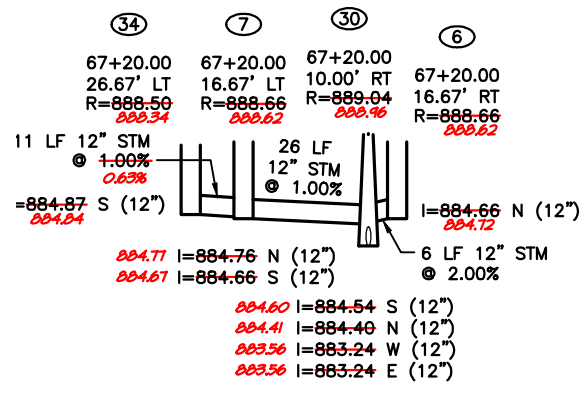 34
67+20.00
26.67' LT
R=888.50
888.34
7
67+20.00
16.67' LT
R=888.66
888.62
30
67+20.00
10.00' RT
R=889.04
888.96
6
67+20.00
16.67' RT
R=888.66
888.62
11 LF 12" STM
@ 1.00%
0.63%
26 LF
12" STM
@ 1.00%
=884.87 S (12")
884.84
I=884.66 N (12")
884.72
6 LF 12" STM
@ 2.00%
884.77 I=884.76 N (12")
884.67 I=884.66 S (12")
884.60 I=884.54 S (12")
884.41 I=884.40 N (12")
883.56 I=883.24 W (12")
883.56 I=883.24 E (12")